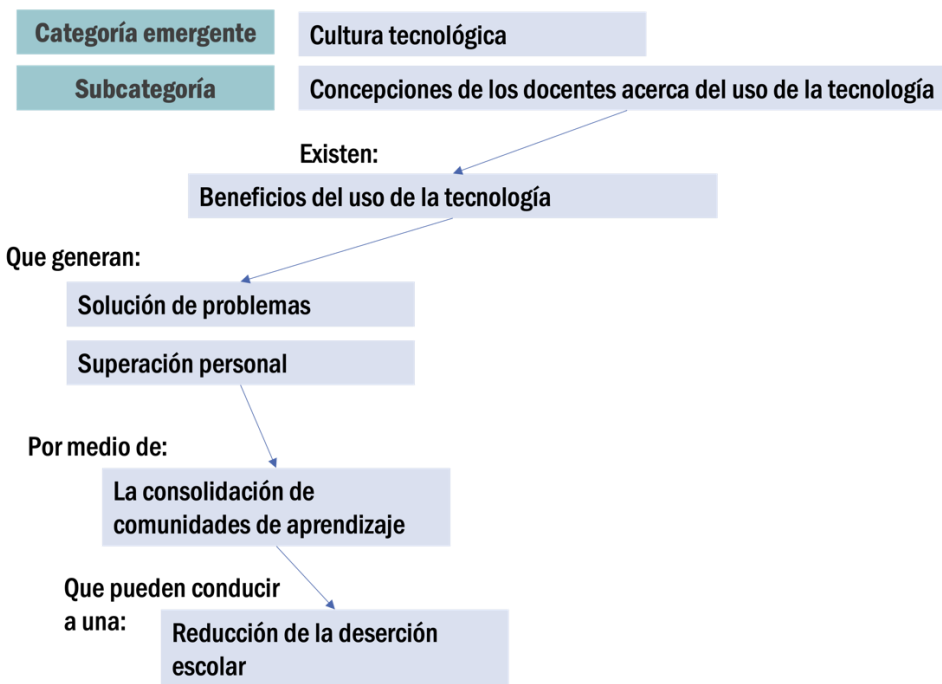 Categoría emergente
Cultura tecnológica
Subcategoría
Concepciones de los docentes acerca del uso de la tecnología
Existen:
Beneficios del uso de la tecnología
Que generan:
Solución de problemas
Superación personal
Por medio de:
La consolidación de
comunidades de aprendizaje
Que pueden conducir
a una:
Reducción de la deserción
escolar